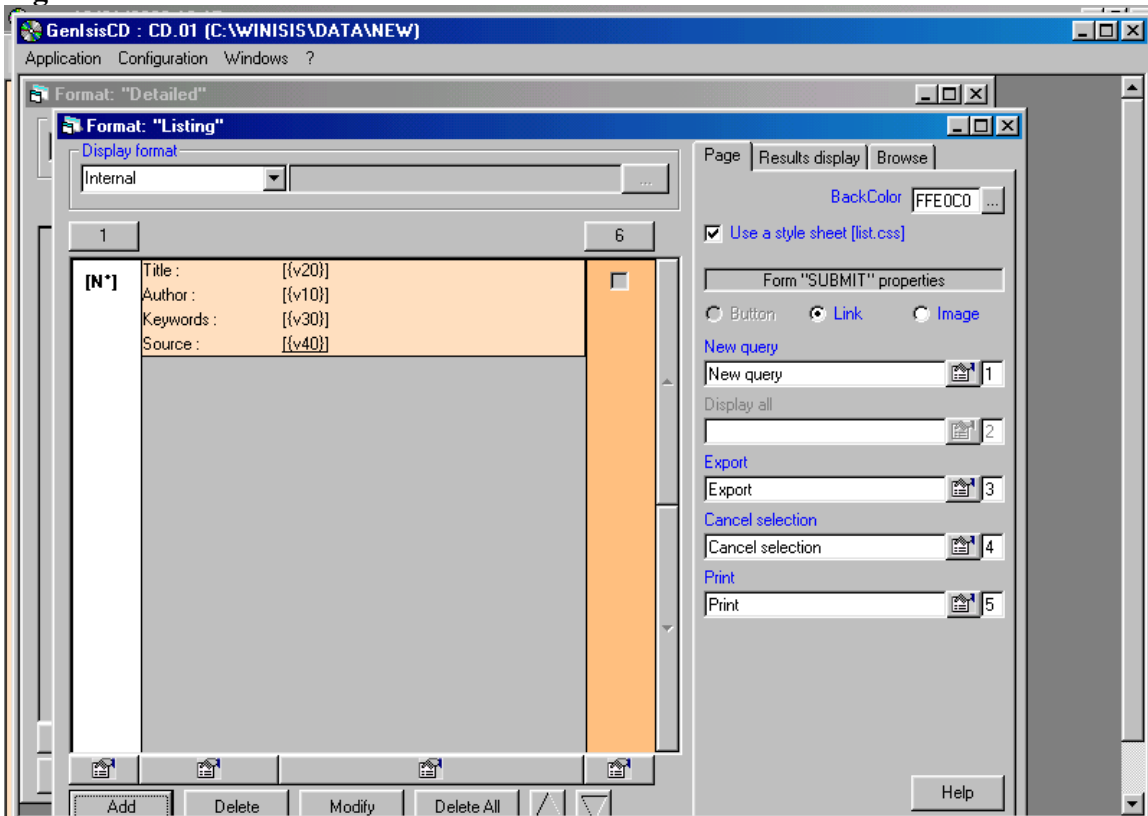 GenIsisCD : CD.01 (C:\WINISIS\DATA\NEW)
Application Configuration Windows ?
Format: "Detailed"
Format: "Listing"
Display format
Internal
...
1
6
[N°]
Title : [{v20}]
Author : [{v10}]
Keywords : [{v30}]
Source : [{v40}]
Add Delete Modify Delete All
Page Results display Browse
BackColor FFE0C0 ...
Use a style sheet [list.css]
Form "SUBMIT" properties
Button Link Image
New query
New query 1
Display all
2
Export
Export 3
Cancel selection
Cancel selection 4
Print
Print 5
Help